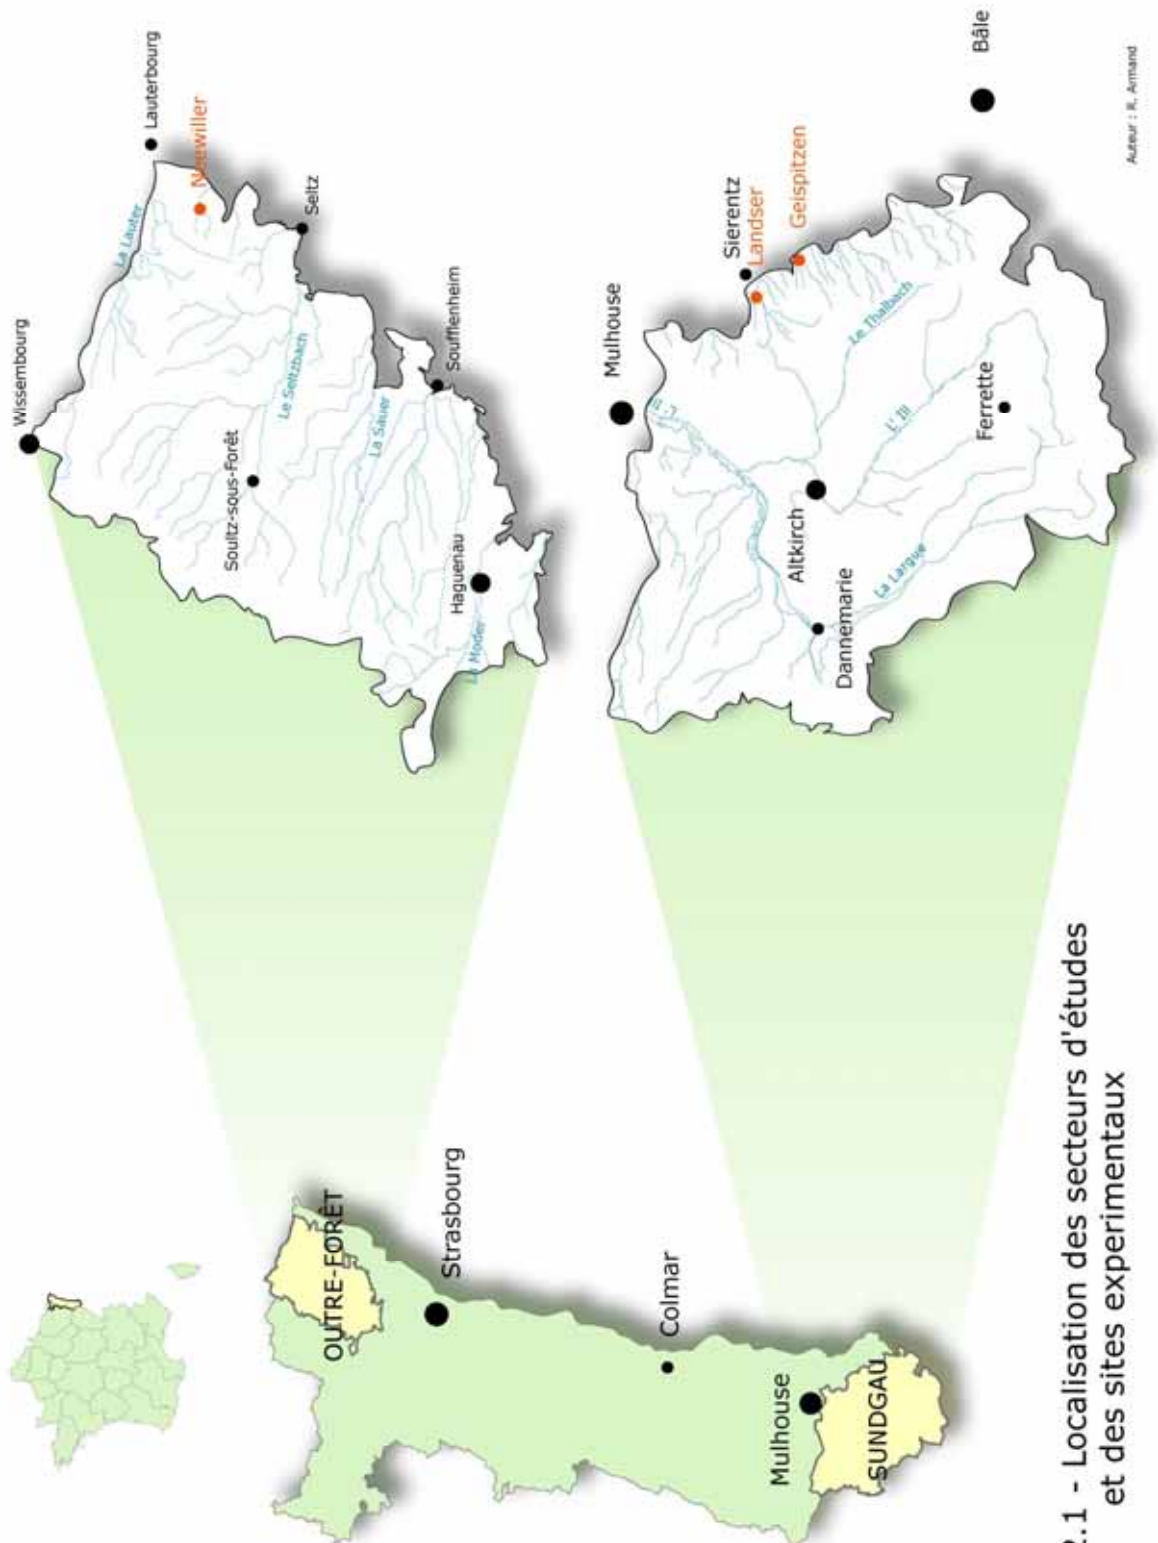 OUTRE-FORÊT
Strasbourg
Colmar
Mulhouse
SUNDGAU
Wissembourg
Lauterbourg
La Lauter
Neewiller
Seltz
Soultz-sous-Forêt
Le Seltzbach
La Sauer
Soufflenheim
Haguenau
La Moder
Mulhouse
L' Ill
Sierentz
Landser
Geispitzen
Le Thalbach
Altkirch
L' Ill
Dannemarie
La Largue
Ferrette
Bâle
2.1 - Localisation des secteurs d'études
et des sites experimentaux
Auteur : R. Armand